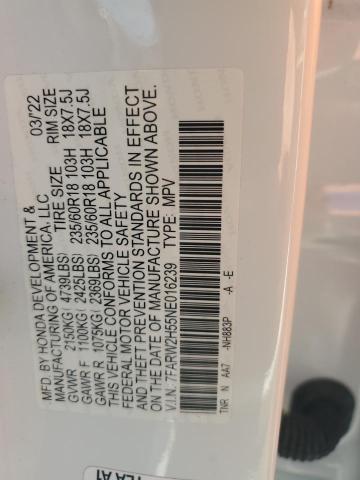 MFD. BY HONDA DEVELOPMENT & 03/'22
MANUFACTURING OF AMERICA, LLC
TIRE SIZE RIM SIZE
GVWR 2150KG( 4739LBS)
GAWR F 1100KG( 2425LBS) 235/60R18 103H 18X7.5J
GAWR R 1075KG( 2369LBS) 235/60R18 103H 18X7.5J
THIS VEHICLE CONFORMS TO ALL APPLICABLE
FEDERAL MOTOR VEHICLE SAFETY
AND THEFT PREVENTION STANDARDS IN EFFECT
ON THE DATE OF MANUFACTURE SHOWN ABOVE.
V.I.N.: 7FARW2H55NE016239 TYPE: MPV
TNR N AA7 -NH883P -A -E